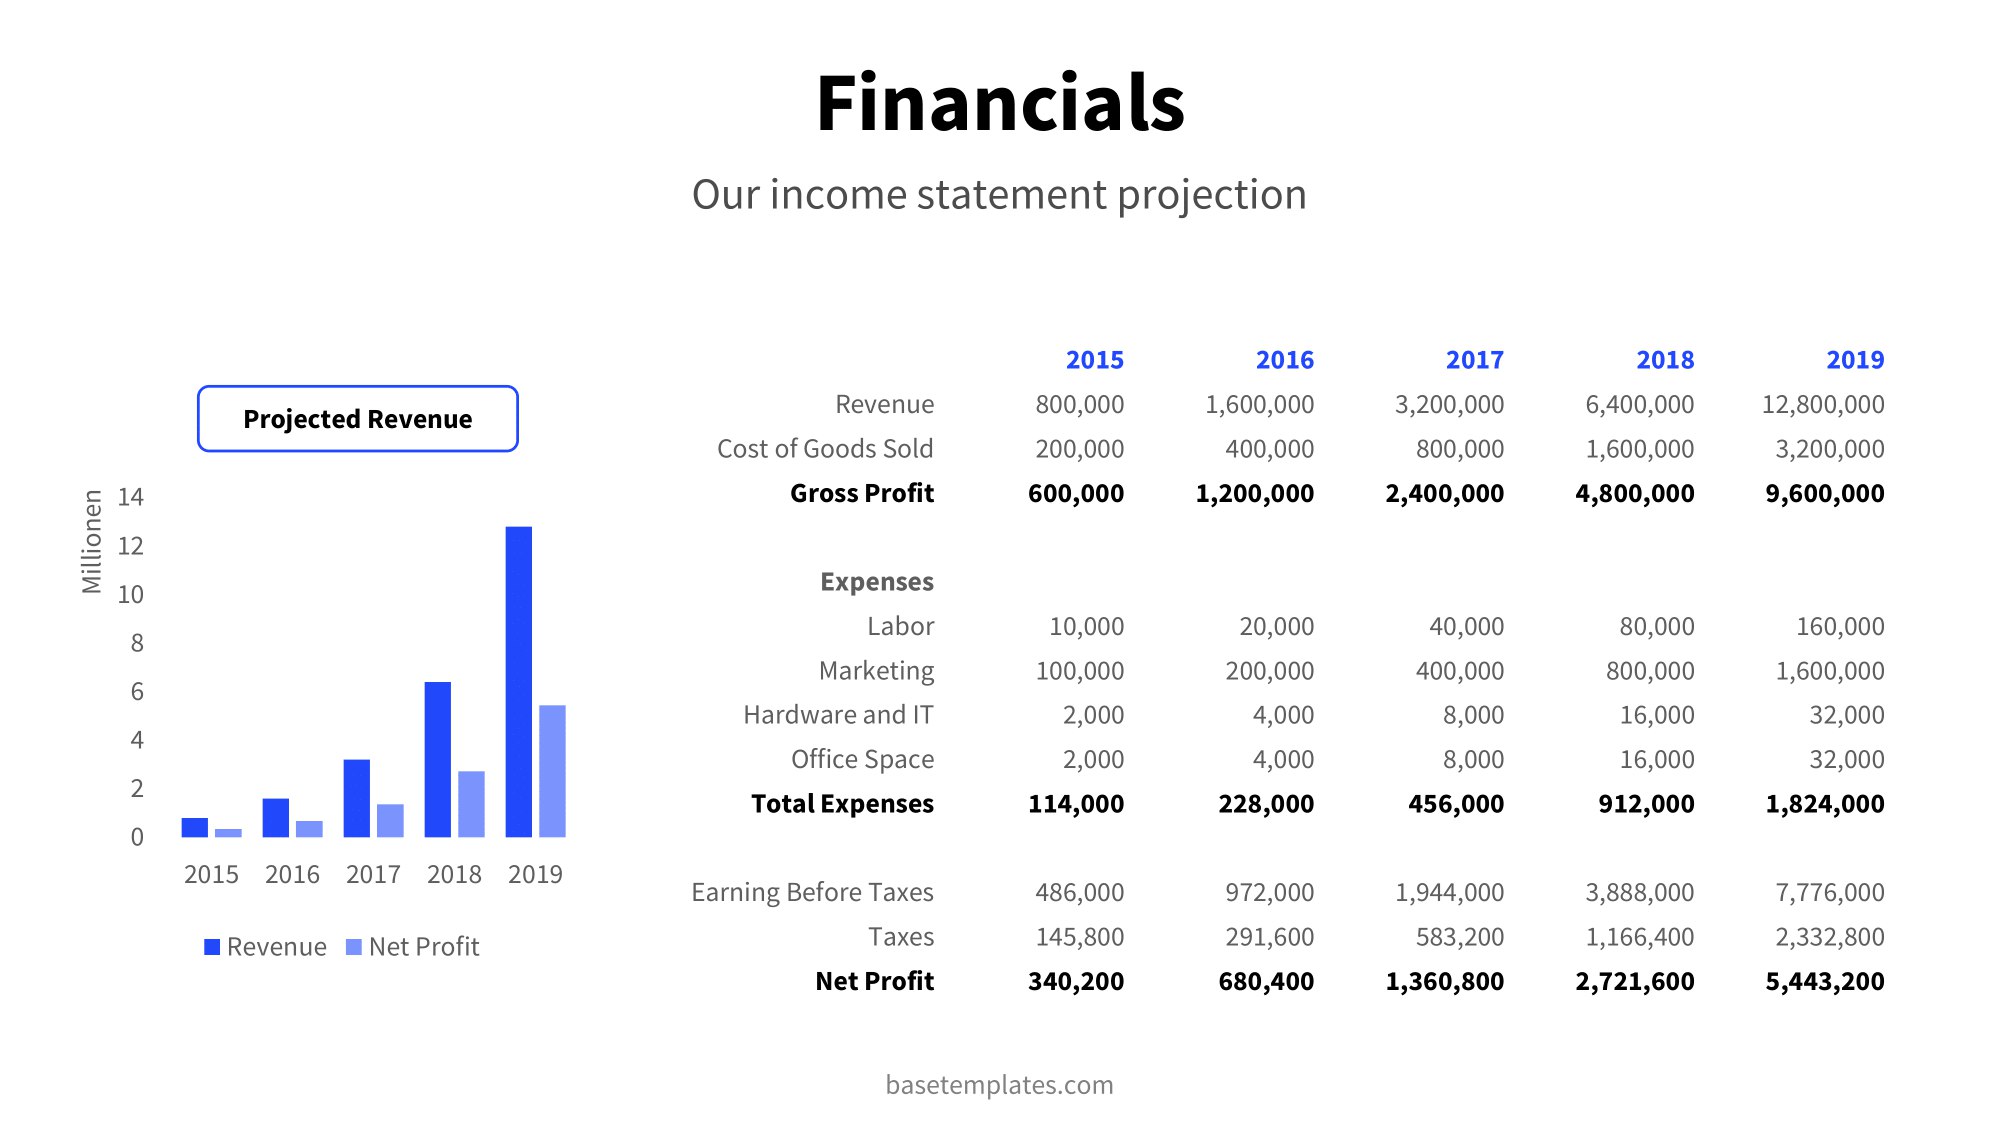 Financials
Our income statement projection
Projected Revenue
Millionen
14
12
10
8
6
4
2
0
2015 2016 2017 2018 2019
Revenue Net Profit
2015 2016 2017 2018 2019
Revenue 800,000 1,600,000 3,200,000 6,400,000 12,800,000
Cost of Goods Sold 200,000 400,000 800,000 1,600,000 3,200,000
Gross Profit 600,000 1,200,000 2,400,000 4,800,000 9,600,000
Expenses
Labor 10,000 20,000 40,000 80,000 160,000
Marketing 100,000 200,000 400,000 800,000 1,600,000
Hardware and IT 2,000 4,000 8,000 16,000 32,000
Office Space 2,000 4,000 8,000 16,000 32,000
Total Expenses 114,000 228,000 456,000 912,000 1,824,000
Earning Before Taxes 486,000 972,000 1,944,000 3,888,000 7,776,000
Taxes 145,800 291,600 583,200 1,166,400 2,332,800
Net Profit 340,200 680,400 1,360,800 2,721,600 5,443,200
basetemplates.com